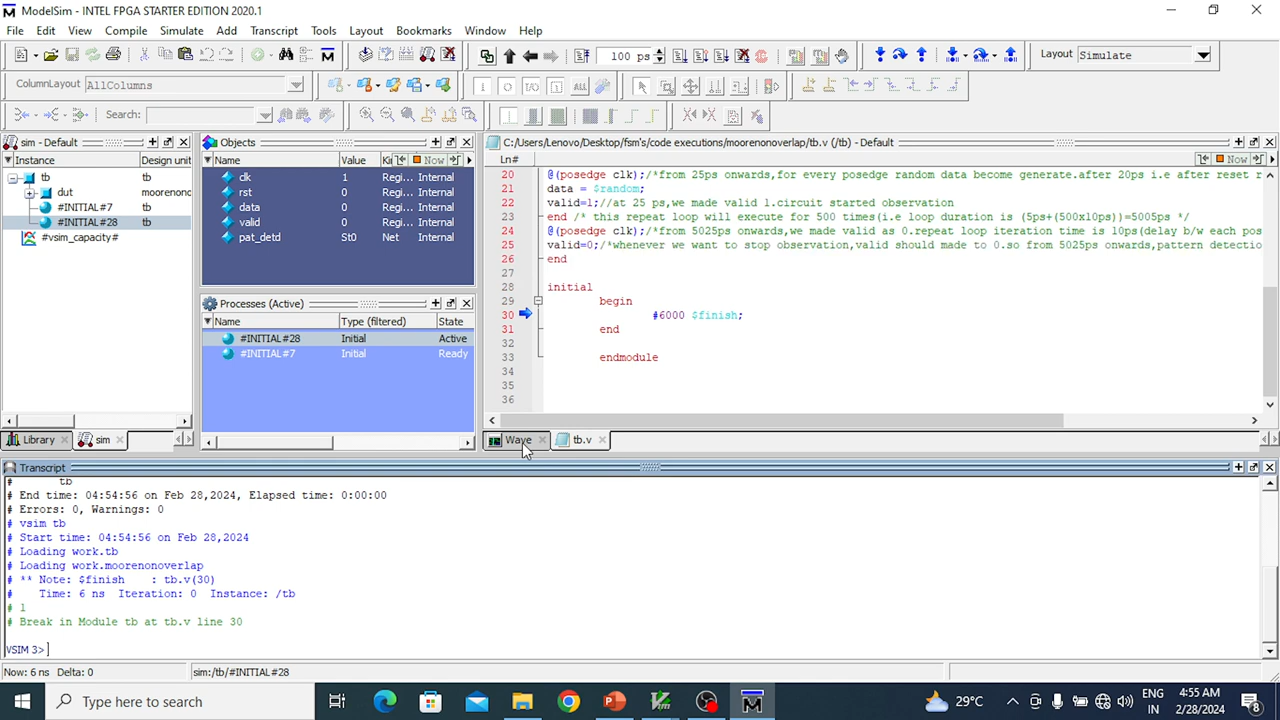 ModelSim - INTEL FPGA STARTER EDITION 2020.1
File Edit View Compile Simulate Add Transcript Tools Layout Bookmarks Window Help
100 ps
Layout Simulate
ColumnLayout AllColumns
Search:
sim - Default
Instance Design unit
tb tb
dut moorenono
#INITIAL#7 tb
#INITIAL#28 tb
#vsim_capacity#
Library sim
Objects
Name Value Now
clk 1 Regi... Internal
rst 0 Regi... Internal
data 0 Regi... Internal
valid 0 Regi... Internal
pat_detd St0 Net Internal
Processes (Active)
Name Type (filtered) State
#INITIAL#28 Initial Active
#INITIAL#7 Initial Ready
C:/Users/Lenovo/Desktop/fsm's/code executions/moorenonoverlap/tb.v (/tb) - Default
Ln# Now
20 @(posedge clk);/*from 25ps onwards,for every posedge random data become generate.after 20ps i.e after reset r
21 data = $random;
22 valid=1;//at 25 ps,we made valid 1.circuit started observation
23 end /* this repeat loop will execute for 500 times(i.e loop duration is (5ps+(500x10ps))=5005ps */
24 @(posedge clk);/*from 5025ps onwards,we made valid as 0.repeat loop iteration time is 10ps(delay b/w each pos
25 valid=0;/*whenever we want to stop observation,valid should made to 0.so from 5025ps onwards,pattern detectio
26 end
27
28 initial
29 begin
30 #6000 $finish;
31 end
32
33 endmodule
34
35
36
Wave tb.v
Transcript
# tb
# End time: 04:54:56 on Feb 28,2024, Elapsed time: 0:00:00
# Errors: 0, Warnings: 0
# vsim tb
# Start time: 04:54:56 on Feb 28,2024
# Loading work.tb
# Loading work.moorenonoverlap
# ** Note: $finish : tb.v(30)
# Time: 6 ns Iteration: 0 Instance: /tb
# 1
# Break in Module tb at tb.v line 30
VSIM 3>
Now: 6 ns Delta: 0 sim:/tb/#INITIAL#28
Type here to search
29°C
ENG
IN
4:55 AM
2/28/2024
8